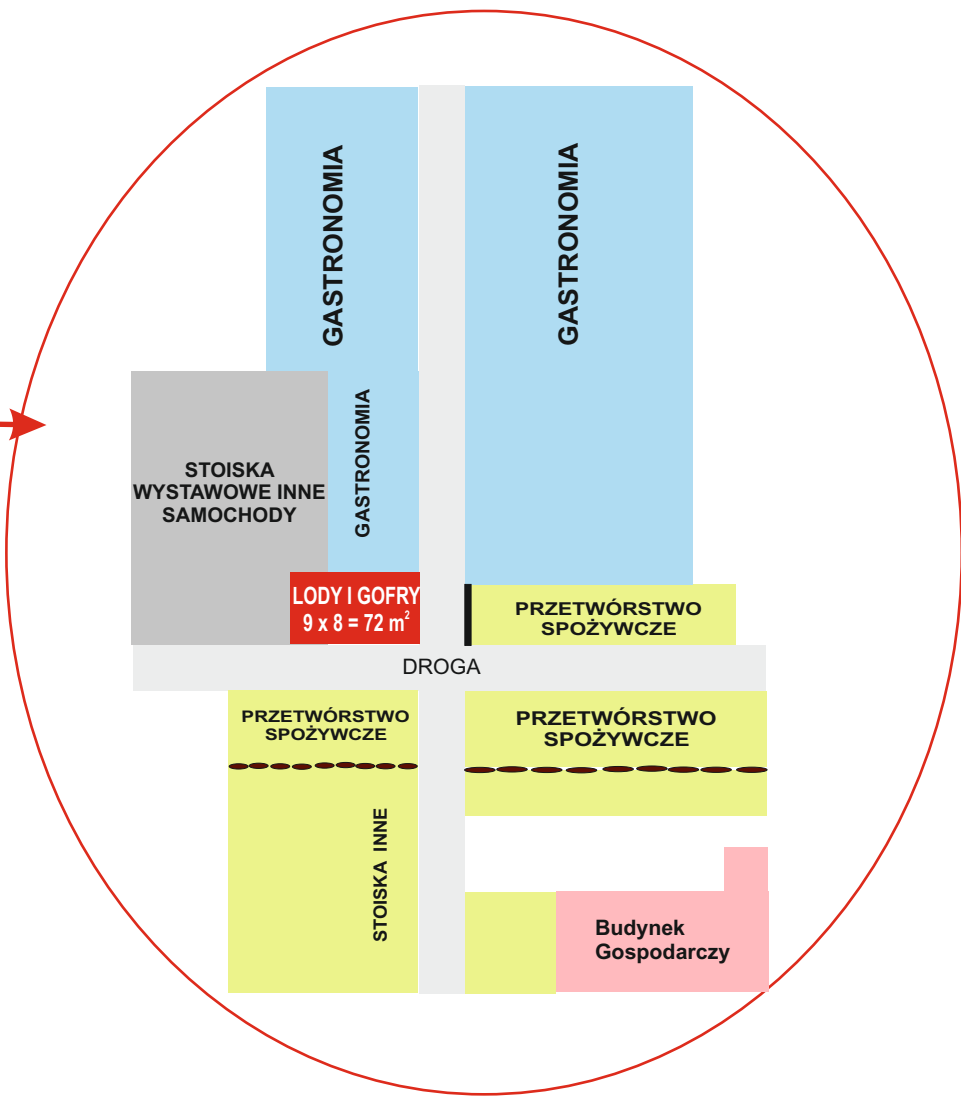 GASTRONOMIA
GASTRONOMIA
STOISKA
WYSTAWOWE INNE
SAMOCHODY
GASTRONOMIA
LODY I GOFRY
9 x 8 = 72 m²
PRZETWÓRSTWO
SPOŻYWCZE
DROGA
PRZETWÓRSTWO
SPOŻYWCZE
PRZETWÓRSTWO
SPOŻYWCZE
STOISKA INNE
Budynek
Gospodarczy